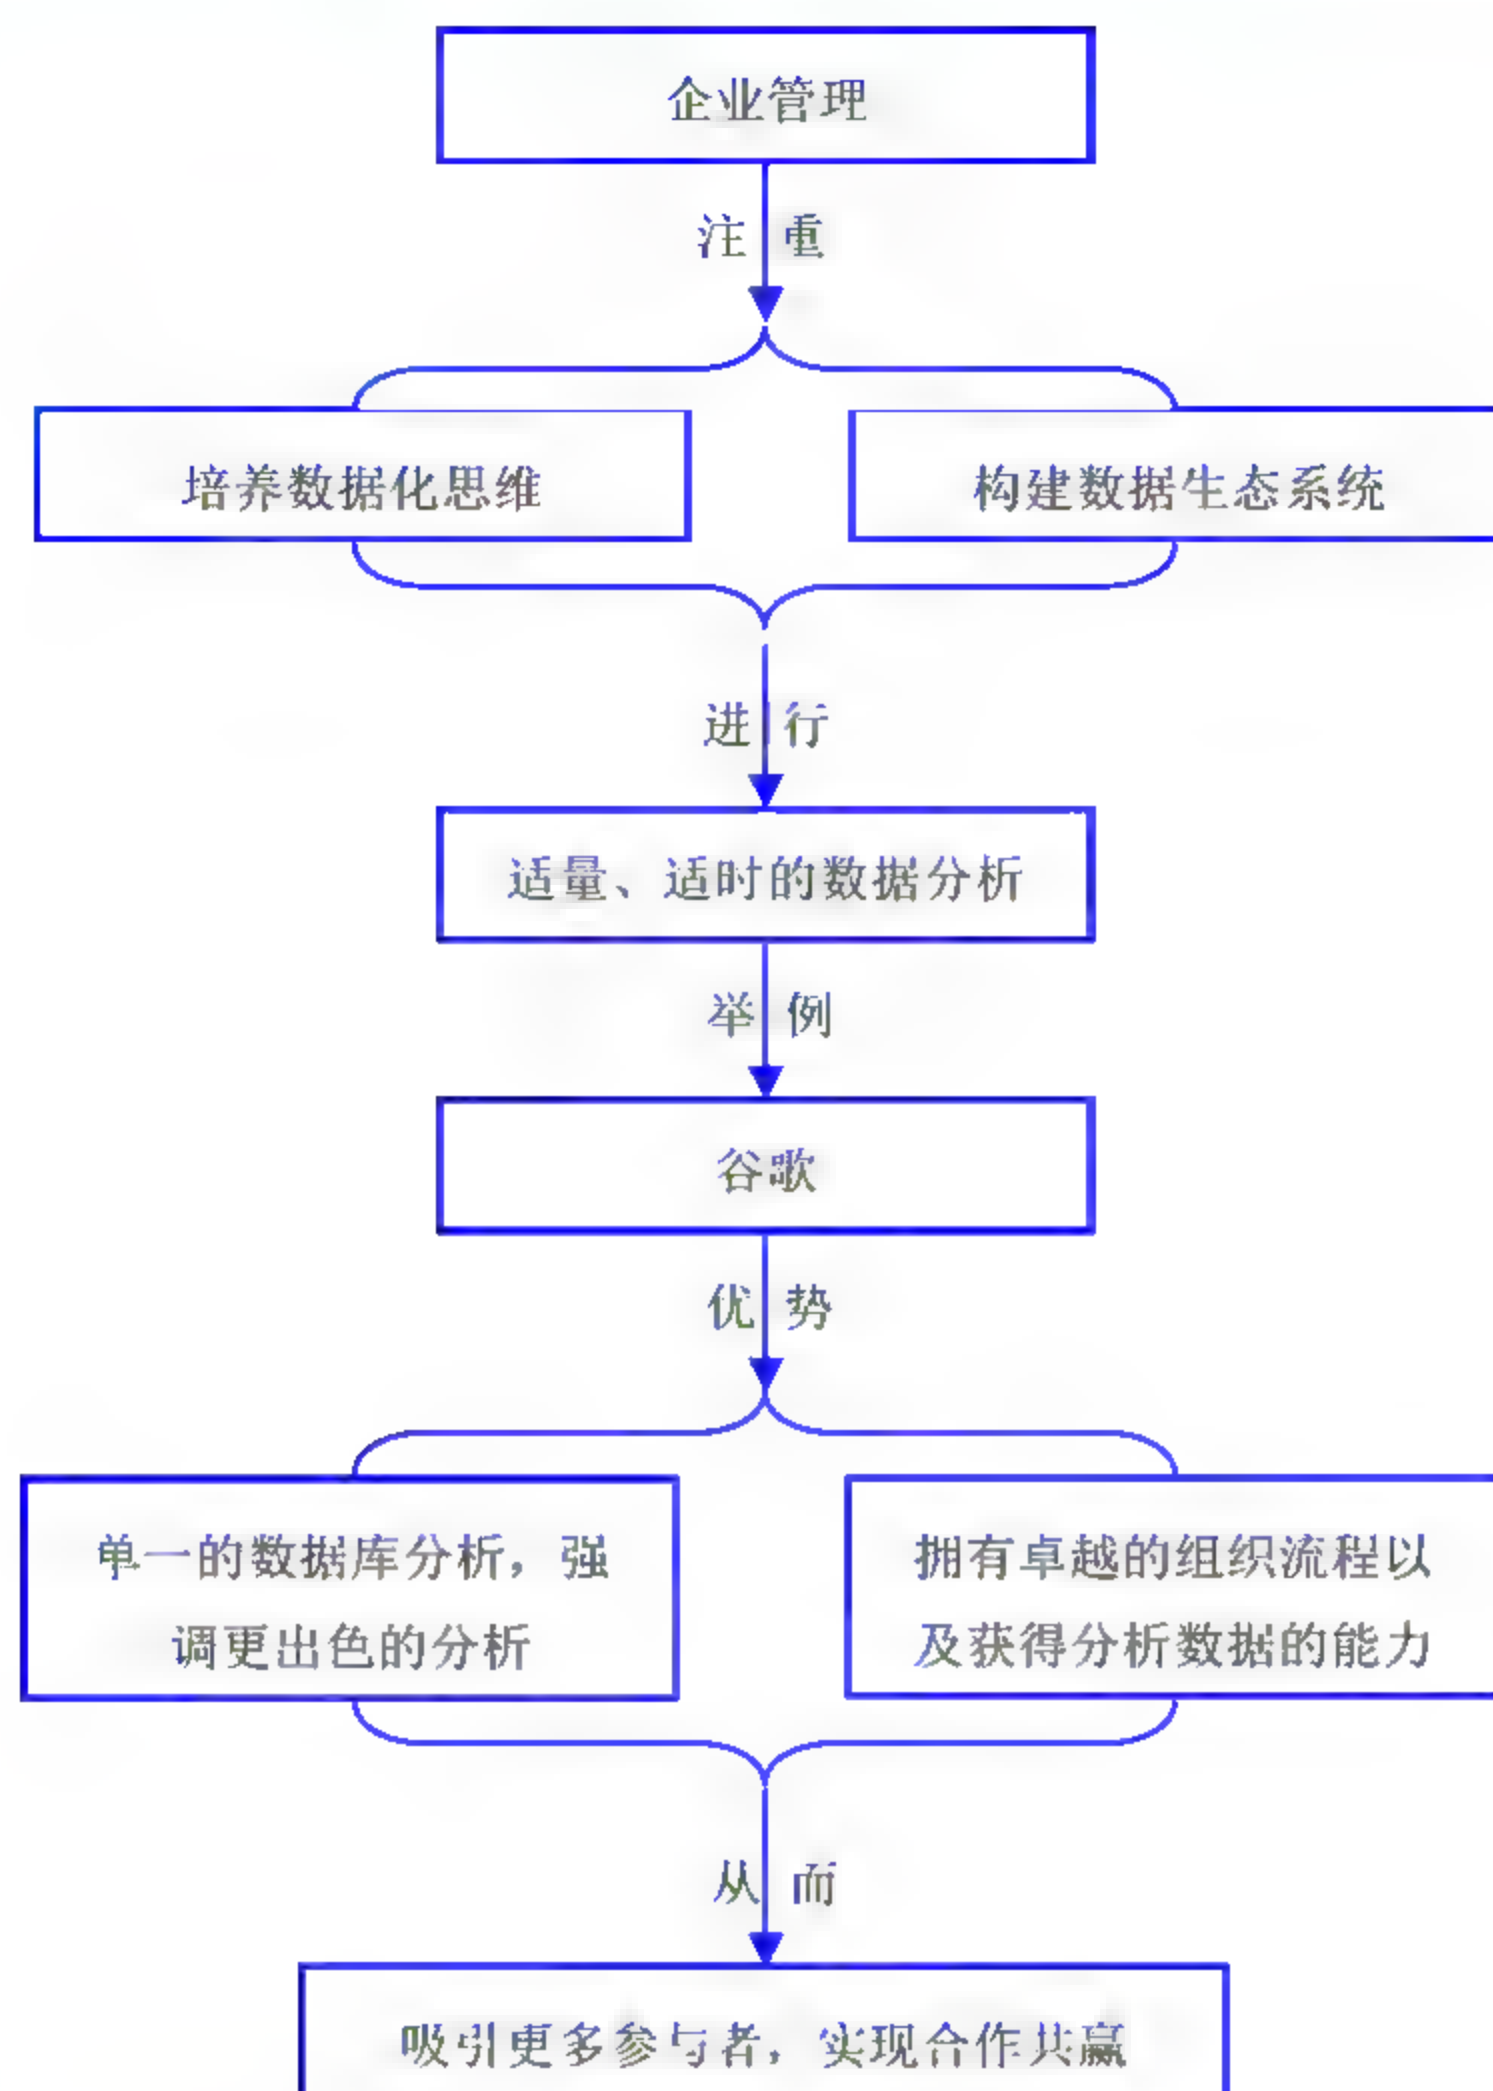 企业管理
注重
培养数据化思维
构建数据生态系统
进行
适量、适时的数据分析
举例
谷歌
优势
单一的数据库分析，强
调更出色的分析
拥有卓越的组织流程以
及获得分析数据的能力
从而
吸引更多参与者，实现合作共赢